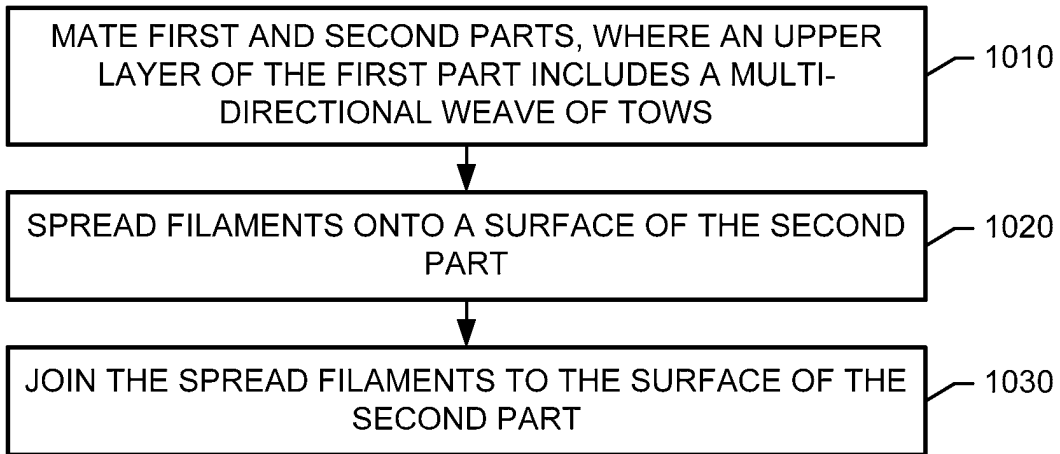 MATE FIRST AND SECOND PARTS, WHERE AN UPPER
LAYER OF THE FIRST PART INCLUDES A MULTI-
DIRECTIONAL WEAVE OF TOWS
1010
SPREAD FILAMENTS ONTO A SURFACE OF THE SECOND
PART
1020
JOIN THE SPREAD FILAMENTS TO THE SURFACE OF THE
SECOND PART
1030